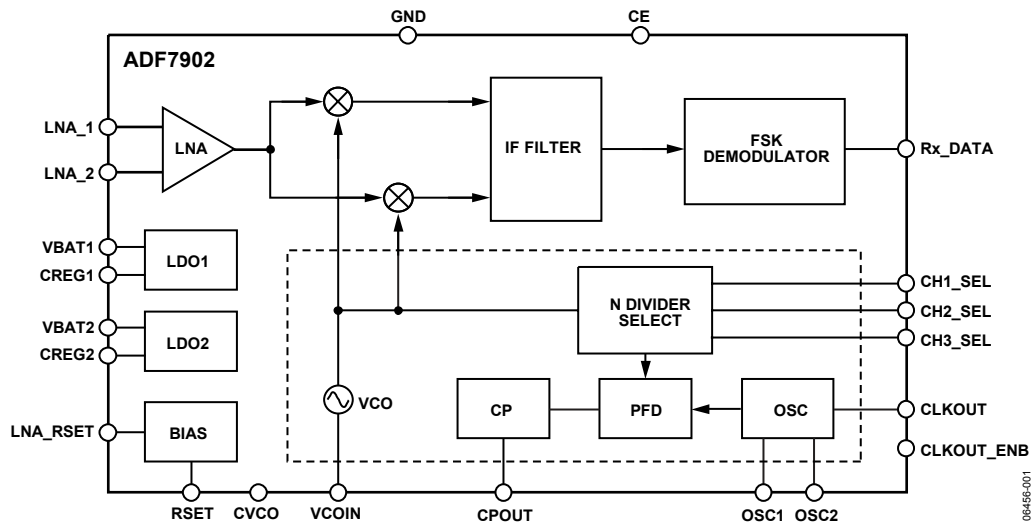 GND
CE
ADF7902
LNA_1
LNA_2
LNA
IF FILTER
FSK
DEMODULATOR
Rx_DATA
VBAT1
CREG1
LDO1
VBAT2
CREG2
LDO2
N DIVIDER
SELECT
CH1_SEL
CH2_SEL
CH3_SEL
VCO
CP
PFD
OSC
CLKOUT
CLKOUT_ENB
LNA_RSET
BIAS
RSET
CVCO
VCOIN
CPOUT
OSC1
OSC2
06456-001